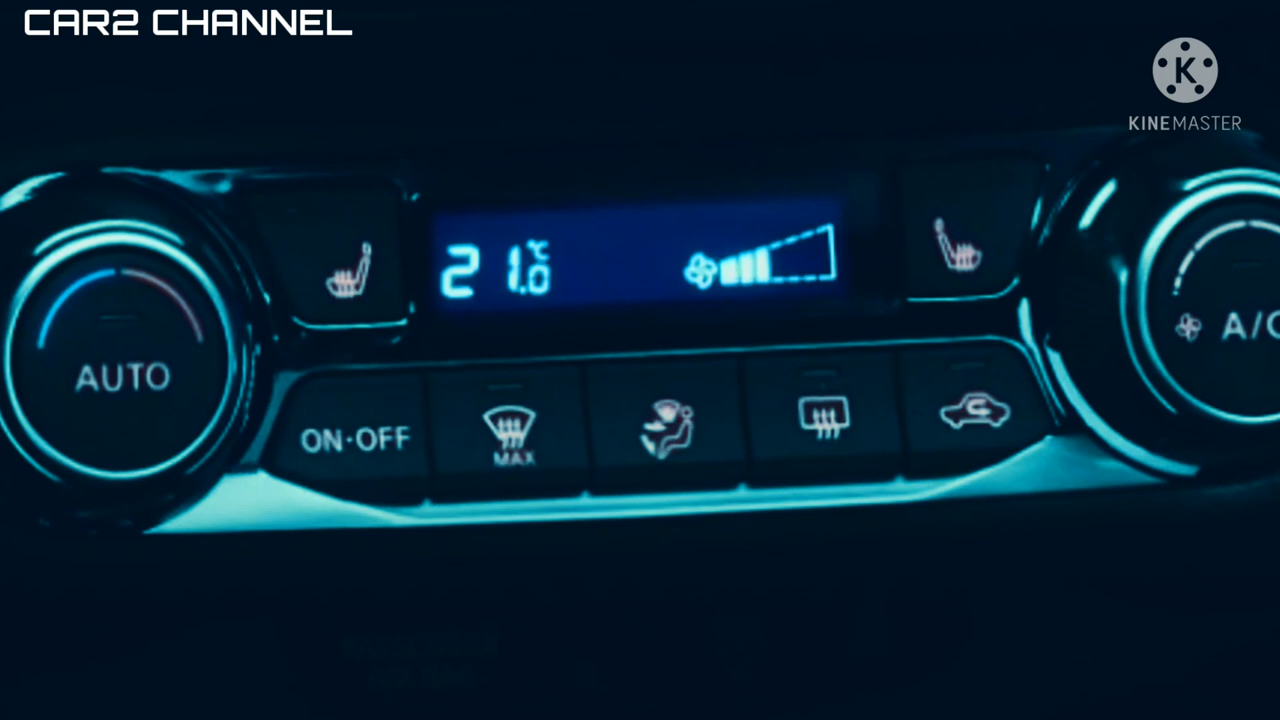 CAR2 CHANNEL
K
KINEMASTER
21.0
°C
AUTO
A/C
ON·OFF
MAX